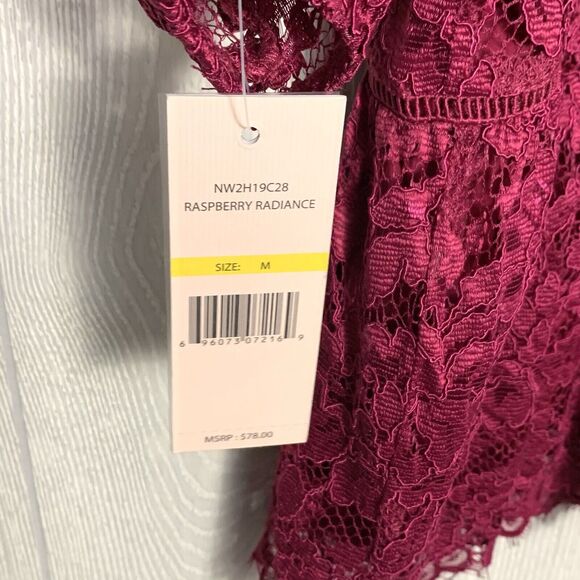 NW2H19C28
RASPBERRY RADIANCE
SIZE: M
6 96073 07216 9
MSRP : $78.00